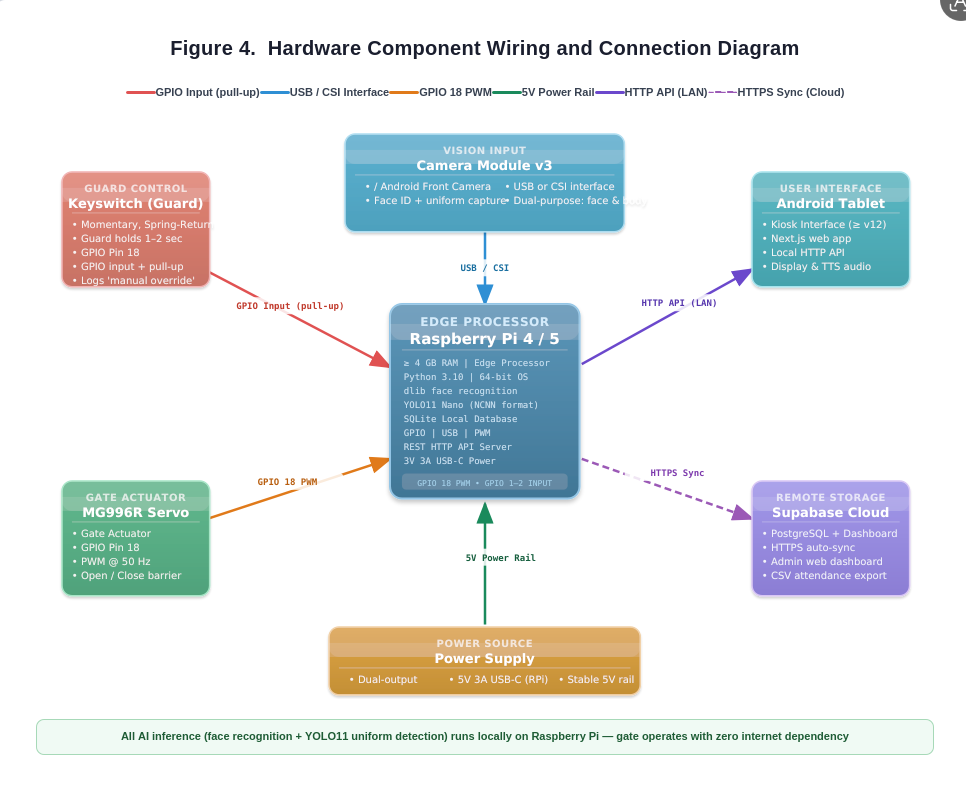 Figure 4.  Hardware Component Wiring and Connection Diagram
GPIO Input (pull-up) USB / CSI Interface GPIO 18 PWM 5V Power Rail HTTP API (LAN) HTTPS Sync (Cloud)
VISION INPUT
Camera Module v3
• / Android Front Camera • USB or CSI interface
• Face ID + uniform capture • Dual-purpose: face & body
GUARD CONTROL
Keyswitch (Guard)
• Momentary, Spring-Return
• Guard holds 1–2 sec
• GPIO Pin 18
• GPIO input + pull-up
• Logs 'manual override'
USER INTERFACE
Android Tablet
• Kiosk Interface (≥ v12)
• Next.js web app
• Local HTTP API
• Display & TTS audio
USB / CSI
GPIO Input (pull-up)
HTTP API (LAN)
EDGE PROCESSOR
Raspberry Pi 4 / 5
≥ 4 GB RAM | Edge Processor
Python 3.10 | 64-bit OS
dlib face recognition
YOLO11 Nano (NCNN format)
SQLite Local Database
GPIO | USB | PWM
REST HTTP API Server
3V 3A USB-C Power
GPIO 18 PWM • GPIO 1–2 INPUT
GPIO 18 PWM
HTTPS Sync
GATE ACTUATOR
MG996R Servo
• Gate Actuator
• GPIO Pin 18
• PWM @ 50 Hz
• Open / Close barrier
REMOTE STORAGE
Supabase Cloud
• PostgreSQL + Dashboard
• HTTPS auto-sync
• Admin web dashboard
• CSV attendance export
5V Power Rail
POWER SOURCE
Power Supply
• Dual-output • 5V 3A USB-C (RPi) • Stable 5V rail
All AI inference (face recognition + YOLO11 uniform detection) runs locally on Raspberry Pi — gate operates with zero internet dependency